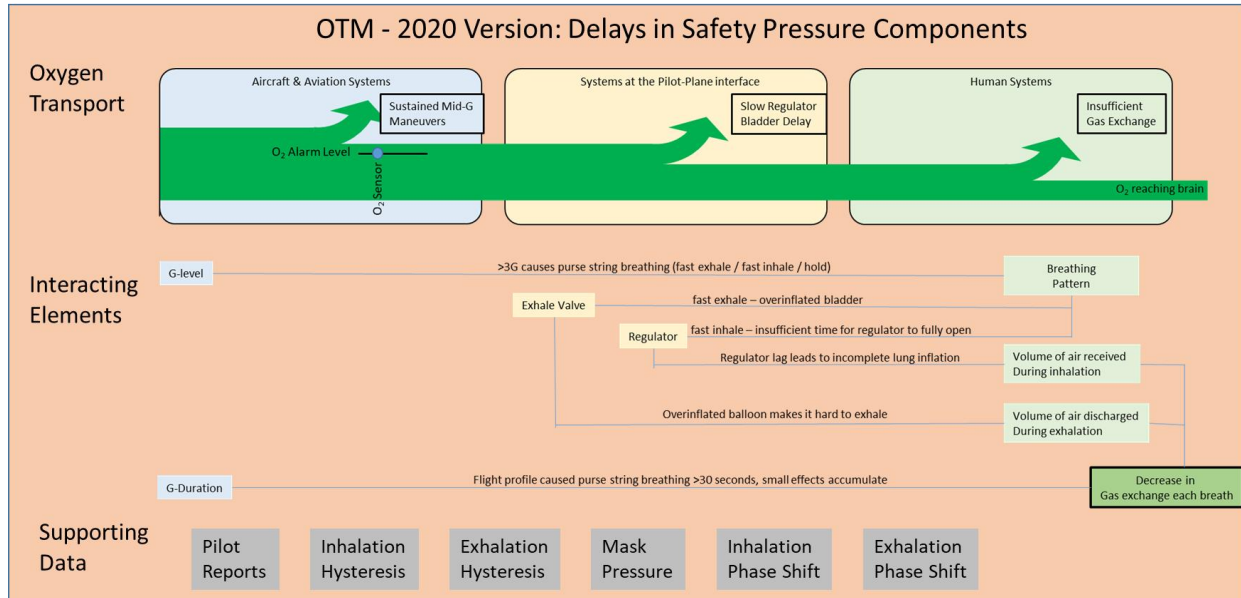 OTM - 2020 Version: Delays in Safety Pressure Components
Oxygen
Transport
Aircraft & Aviation Systems
Sustained Mid-G
Maneuvers
O₂ Alarm Level
O₂ Sensor
Systems at the Pilot-Plane interface
Slow Regulator
Bladder Delay
Human Systems
Insufficient
Gas Exchange
O₂ reaching brain
Interacting
Elements
G-level
>3G causes purse string breathing (fast exhale / fast inhale / hold)
Breathing
Pattern
Exhale Valve
fast exhale – overinflated bladder
Regulator
fast inhale – insufficient time for regulator to fully open
Regulator lag leads to incomplete lung inflation
Volume of air received
During inhalation
Overinflated balloon makes it hard to exhale
Volume of air discharged
During exhalation
G-Duration
Flight profile caused purse string breathing >30 seconds, small effects accumulate
Decrease in
Gas exchange each breath
Supporting
Data
Pilot
Reports
Inhalation
Hysteresis
Exhalation
Hysteresis
Mask
Pressure
Inhalation
Phase Shift
Exhalation
Phase Shift